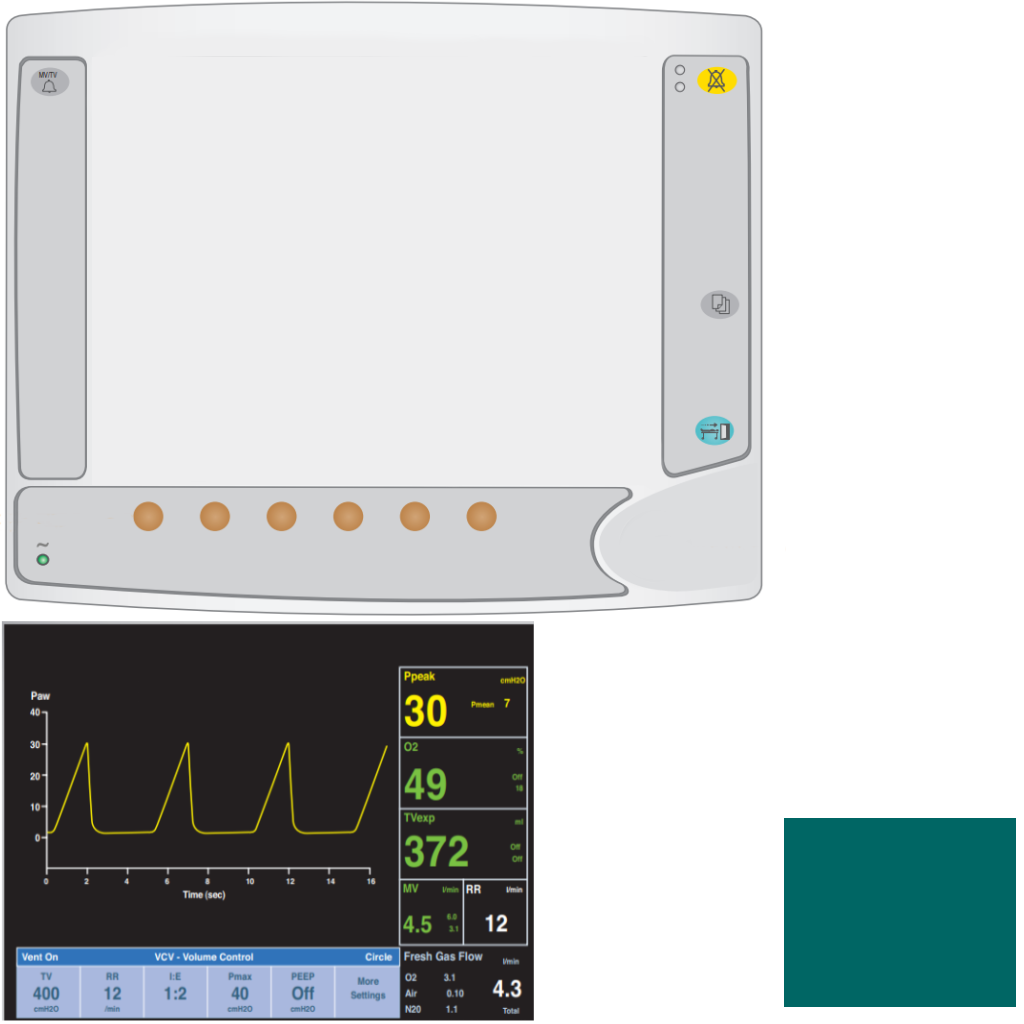 MV/TV
~
Ppeak
cmH2O
30
Pmean 7
Paw
40
30
20
10
0
0 2 4 6 8 10 12 14 16
Time (sec)
O2
%
49
Off
18
TVexp
ml
372
Off
Off
MV l/min
4.5
6.0
3.1
RR l/min
12
Vent On VCV - Volume Control Circle
TV RR I:E Pmax PEEP More
400 12 1:2 40 Off Settings
cmH2O /min cmH2O cmH2O
Fresh Gas Flow l/min
O2 3.1
Air 0.10
N20 1.1
4.3
Total